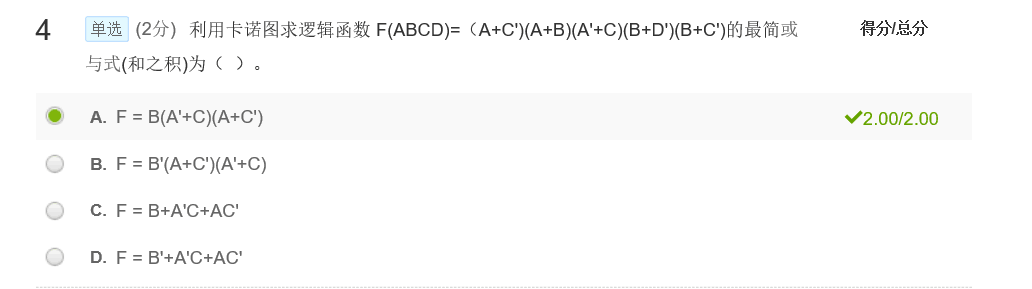 4 单选 (2分) 利用卡诺图求逻辑函数 F(ABCD)=（A+C')(A+B)(A'+C)(B+D')(B+C')的最简或 得分/总分
与式(和之积)为（ ）。
A. F = B(A'+C)(A+C') 2.00/2.00
B. F = B'(A+C')(A'+C)
C. F = B+A'C+AC'
D. F = B'+A'C+AC'